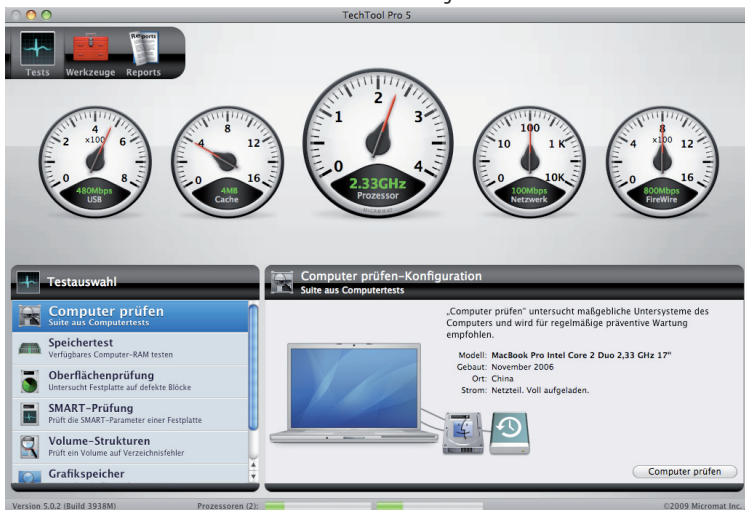 TechTool Pro 5
Tests Werkzeuge Reports
Reports
2 4 6
x100
0 8
480Mbps
USB
4 8 12
0 16
4MB
Cache
1 2 3
0 4
2.33GHz
Prozessor
MICROMAT
10 100 1 K
0 10K
100Mbps
Netzwerk
4 8 12
x100
0 16
800Mbps
FireWire
Testauswahl
Computer prüfen
Suite aus Computertests
Speichertest
Verfügbares Computer-RAM testen
Oberflächenprüfung
Untersucht Festplatte auf defekte Blöcke
SMART-Prüfung
Prüft die SMART-Parameter einer Festplatte
Volume-Strukturen
Prüft ein Volume auf Verzeichnisfehler
Grafikspeicher
Computer prüfen-Konfiguration
Suite aus Computertests
„Computer prüfen" untersucht maßgebliche Untersysteme des
Computers und wird für regelmäßige präventive Wartung
empfohlen.
Modell: MacBook Pro Intel Core 2 Duo 2,33 GHz 17"
Gebaut: November 2006
Ort: China
Strom: Netzteil. Voll aufgeladen.
Computer prüfen
Version 5.0.2 (Build 3938M)
Prozessoren (2):
©2009 Micromat Inc.